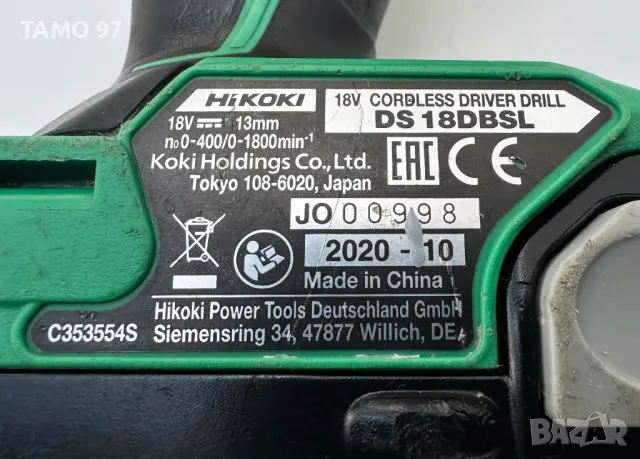 TAMO 97
HiKOKI
18V CORDLESS DRIVER DRILL
DS 18DBSL
18V ⎓ 13mm
n₀0-400/0-1800min⁻¹
Koki Holdings Co., Ltd.
Tokyo 108-6020, Japan
EAC CE
JO 00998
2020 - 10
Made in China
Hikoki Power Tools Deutschland GmbH
Siemensring 34, 47877 Willich, DE
C353554S
BAZAR